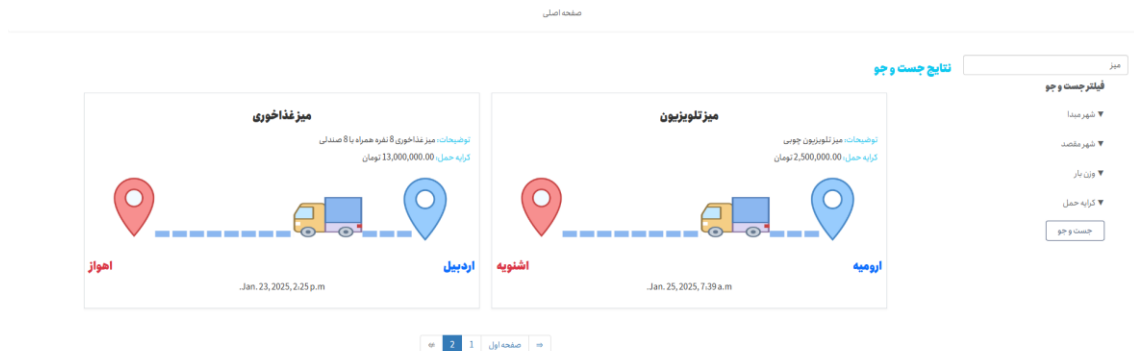 صفحه اصلی
میز
فیلتر جست و جو
▼ شهر مبدا
▼ شهر مقصد
▼ وزن بار
▼ کرایه حمل
جست و جو
نتایج جست و جو
میز تلویزیون
توضیحات: میز تلویزیون چوبی
کرایه حمل: 2,500,000.00 تومان
ارومیه
اشنویه
Jan. 25, 2025, 7:39 a.m.
میز غذاخوری
توضیحات: میز غذاخوری 8 نفره همراه با 8 صندلی
کرایه حمل: 13,000,000.00 تومان
اردبیل
اهواز
Jan. 23, 2025, 2:25 p.m.
⇒ صفحه اول 1 2